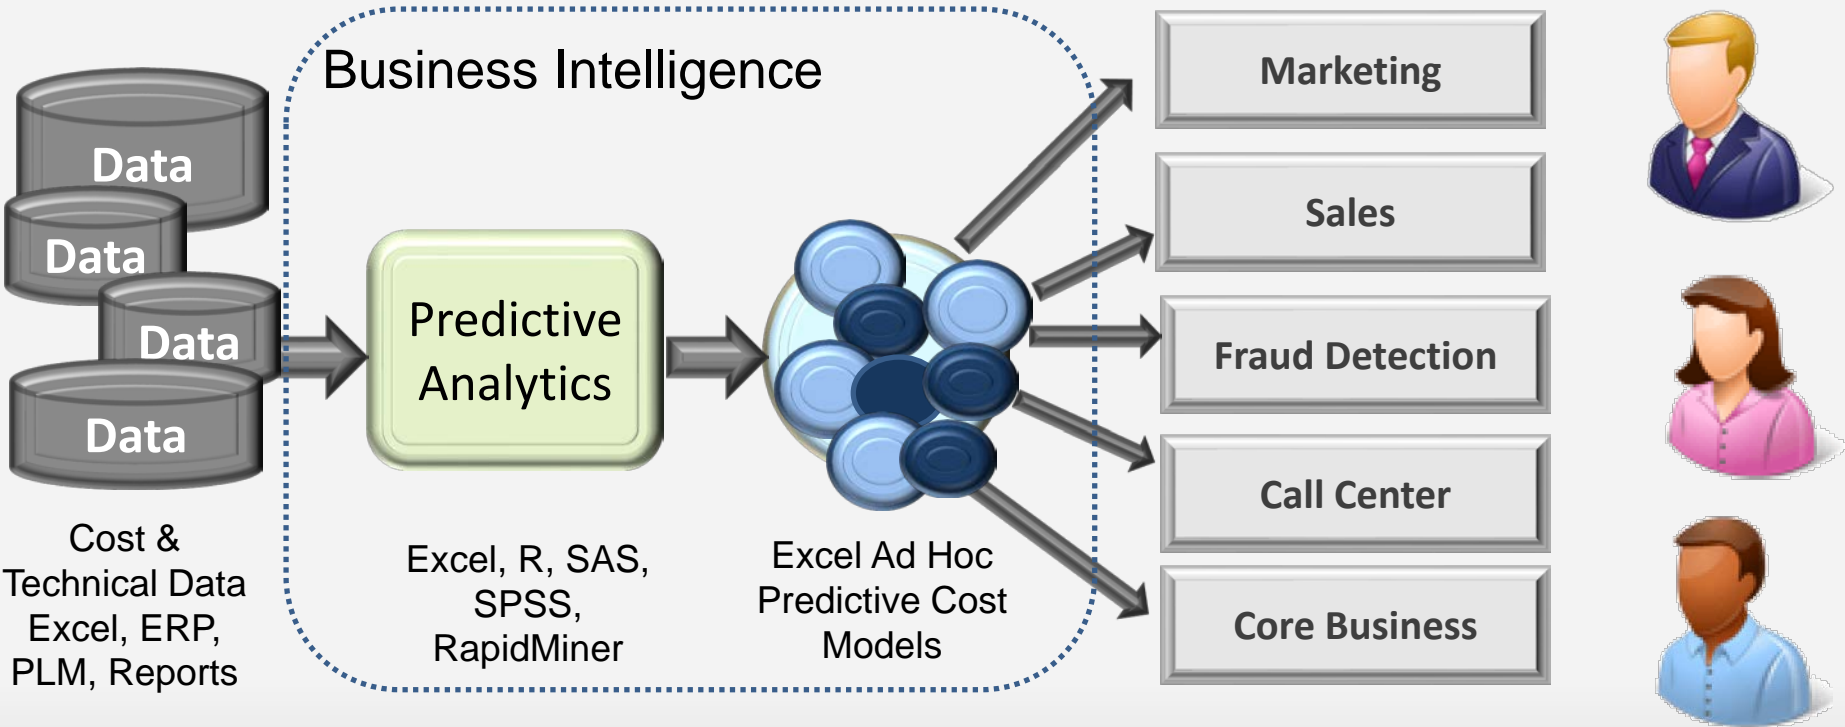 Business Intelligence
Data
Data
Data
Data
Cost &
Technical Data
Excel, ERP,
PLM, Reports
Predictive
Analytics
Excel, R, SAS,
SPSS,
RapidMiner
Excel Ad Hoc
Predictive Cost
Models
Marketing
Sales
Fraud Detection
Call Center
Core Business